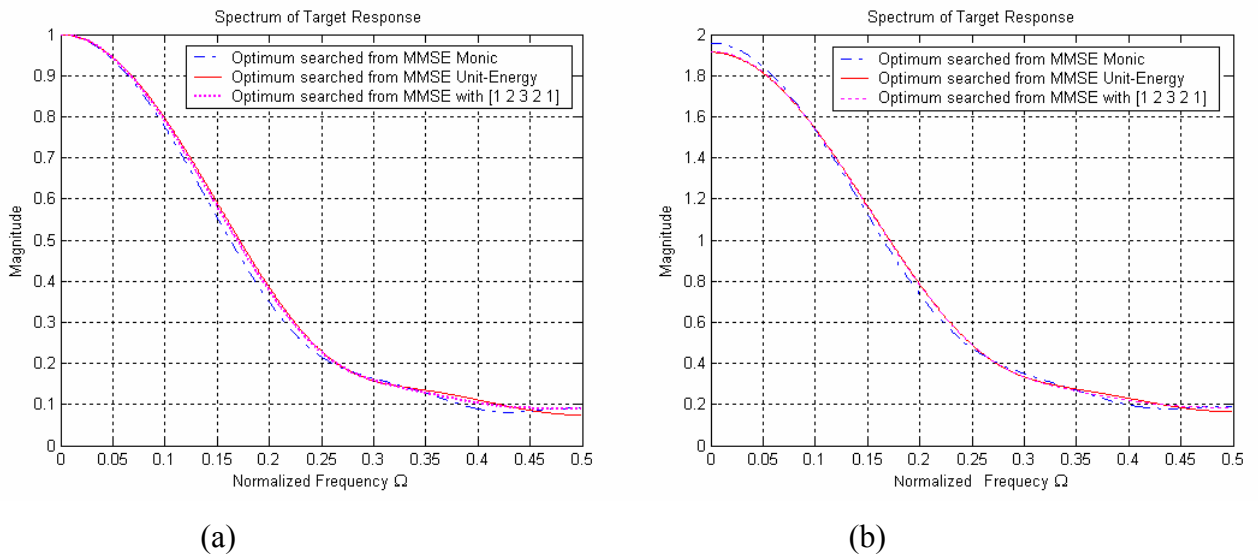 Spectrum of Target Response
Optimum searched from MMSE Monic
Optimum searched from MMSE Unit-Energy
Optimum searched from MMSE with [1 2 3 2 1]
1
0.9
0.8
0.7
0.6
0.5
0.4
0.3
0.2
0.1
0
Magnitude
0 0.05 0.1 0.15 0.2 0.25 0.3 0.35 0.4 0.45 0.5
Normalized Frequency Ω
(a)
Spectrum of Target Response
Optimum searched from MMSE Monic
Optimum searched from MMSE Unit-Energy
Optimum searched from MMSE with [1 2 3 2 1]
2
1.8
1.6
1.4
1.2
1
0.8
0.6
0.4
0.2
0
Magnitude
0 0.05 0.1 0.15 0.2 0.25 0.3 0.35 0.4 0.45 0.5
Normalized Frequecy Ω
(b)